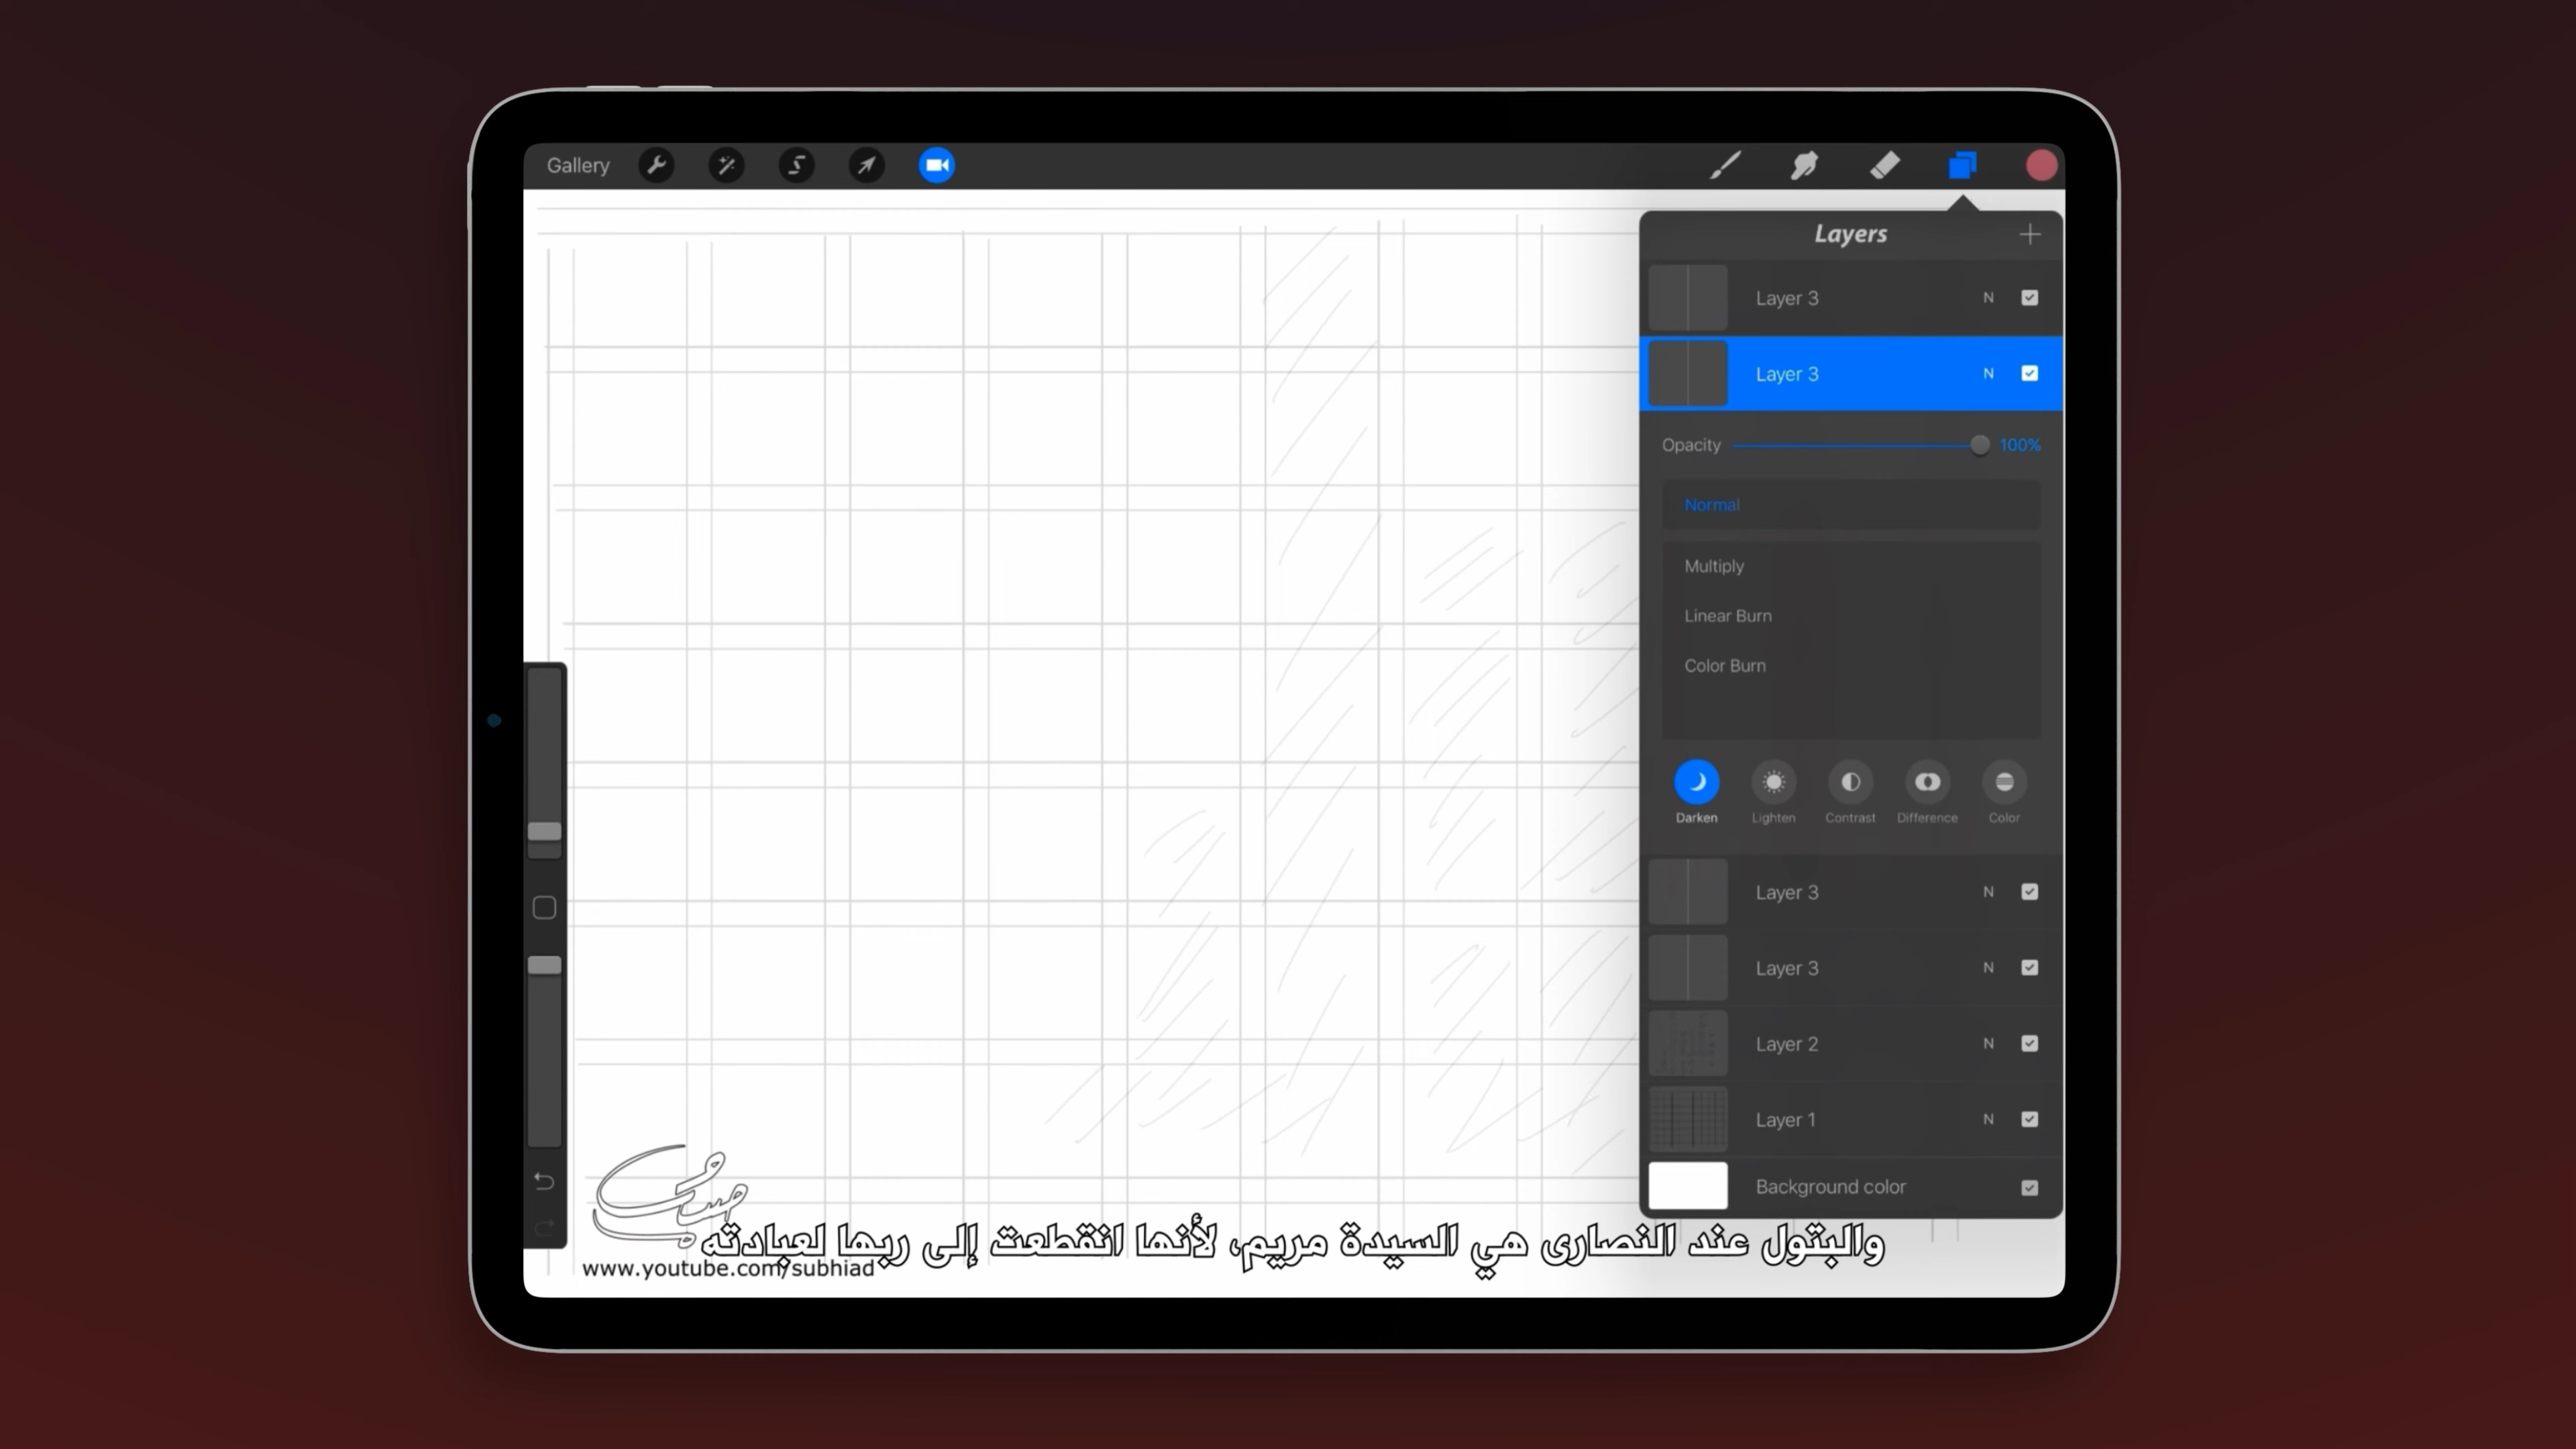 Gallery
Layers
Layer 3 N
Layer 3 N
Opacity 100%
Normal
Multiply
Linear Burn
Color Burn
Darken Lighten Contrast Difference Color
Layer 3 N
Layer 3 N
Layer 2 N
Layer 1 N
Background color
والبتول عند النصارى هي السيدة مريم، لأنها انقطعت إلى ربها لعبادته
www.youtube.com/subhiad